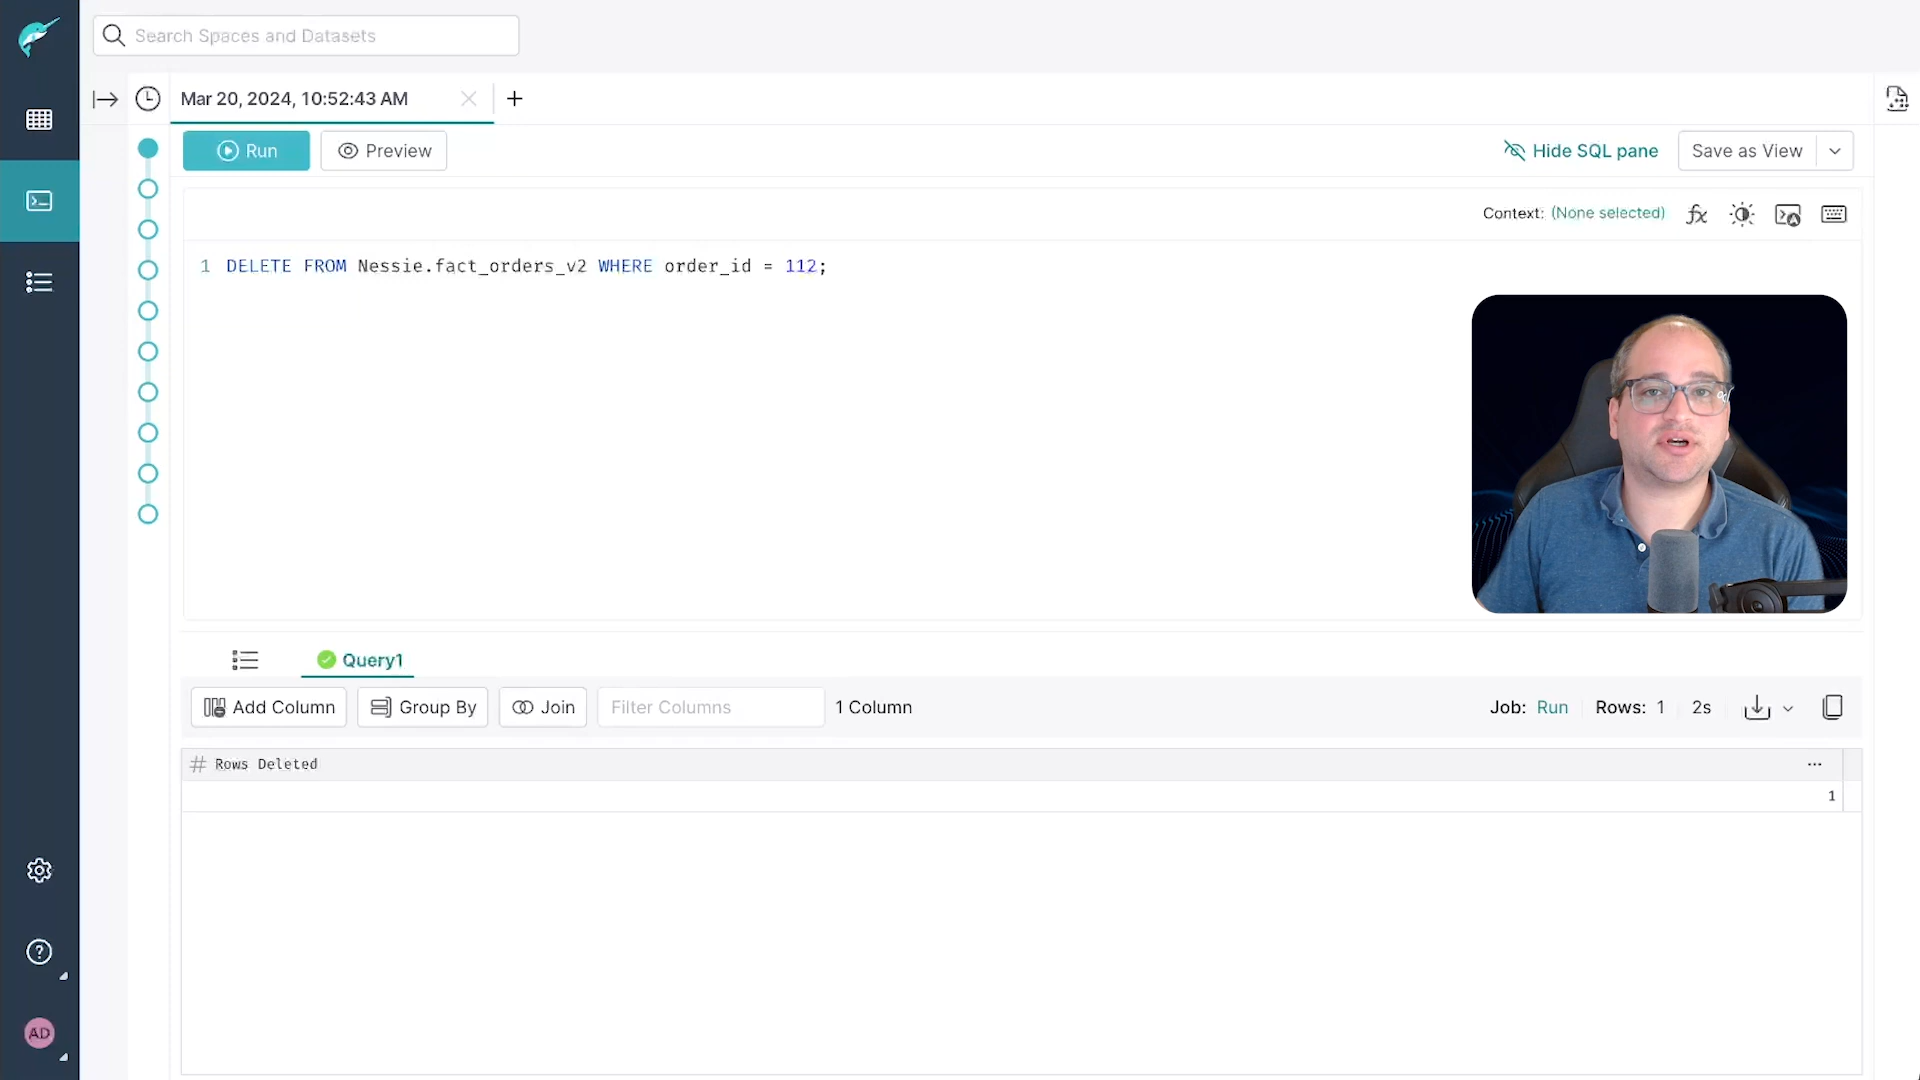 Search Spaces and Datasets
Mar 20, 2024, 10:52:43 AM
Run
Preview
Hide SQL pane
Save as View
Context: (None selected)
fx
1 DELETE FROM Nessie.fact_orders_v2 WHERE order_id = 112;
Query1
Add Column
Group By
Join
Filter Columns
1 Column
Job: Run
Rows: 1
2s
# Rows Deleted
...
1
?
AD